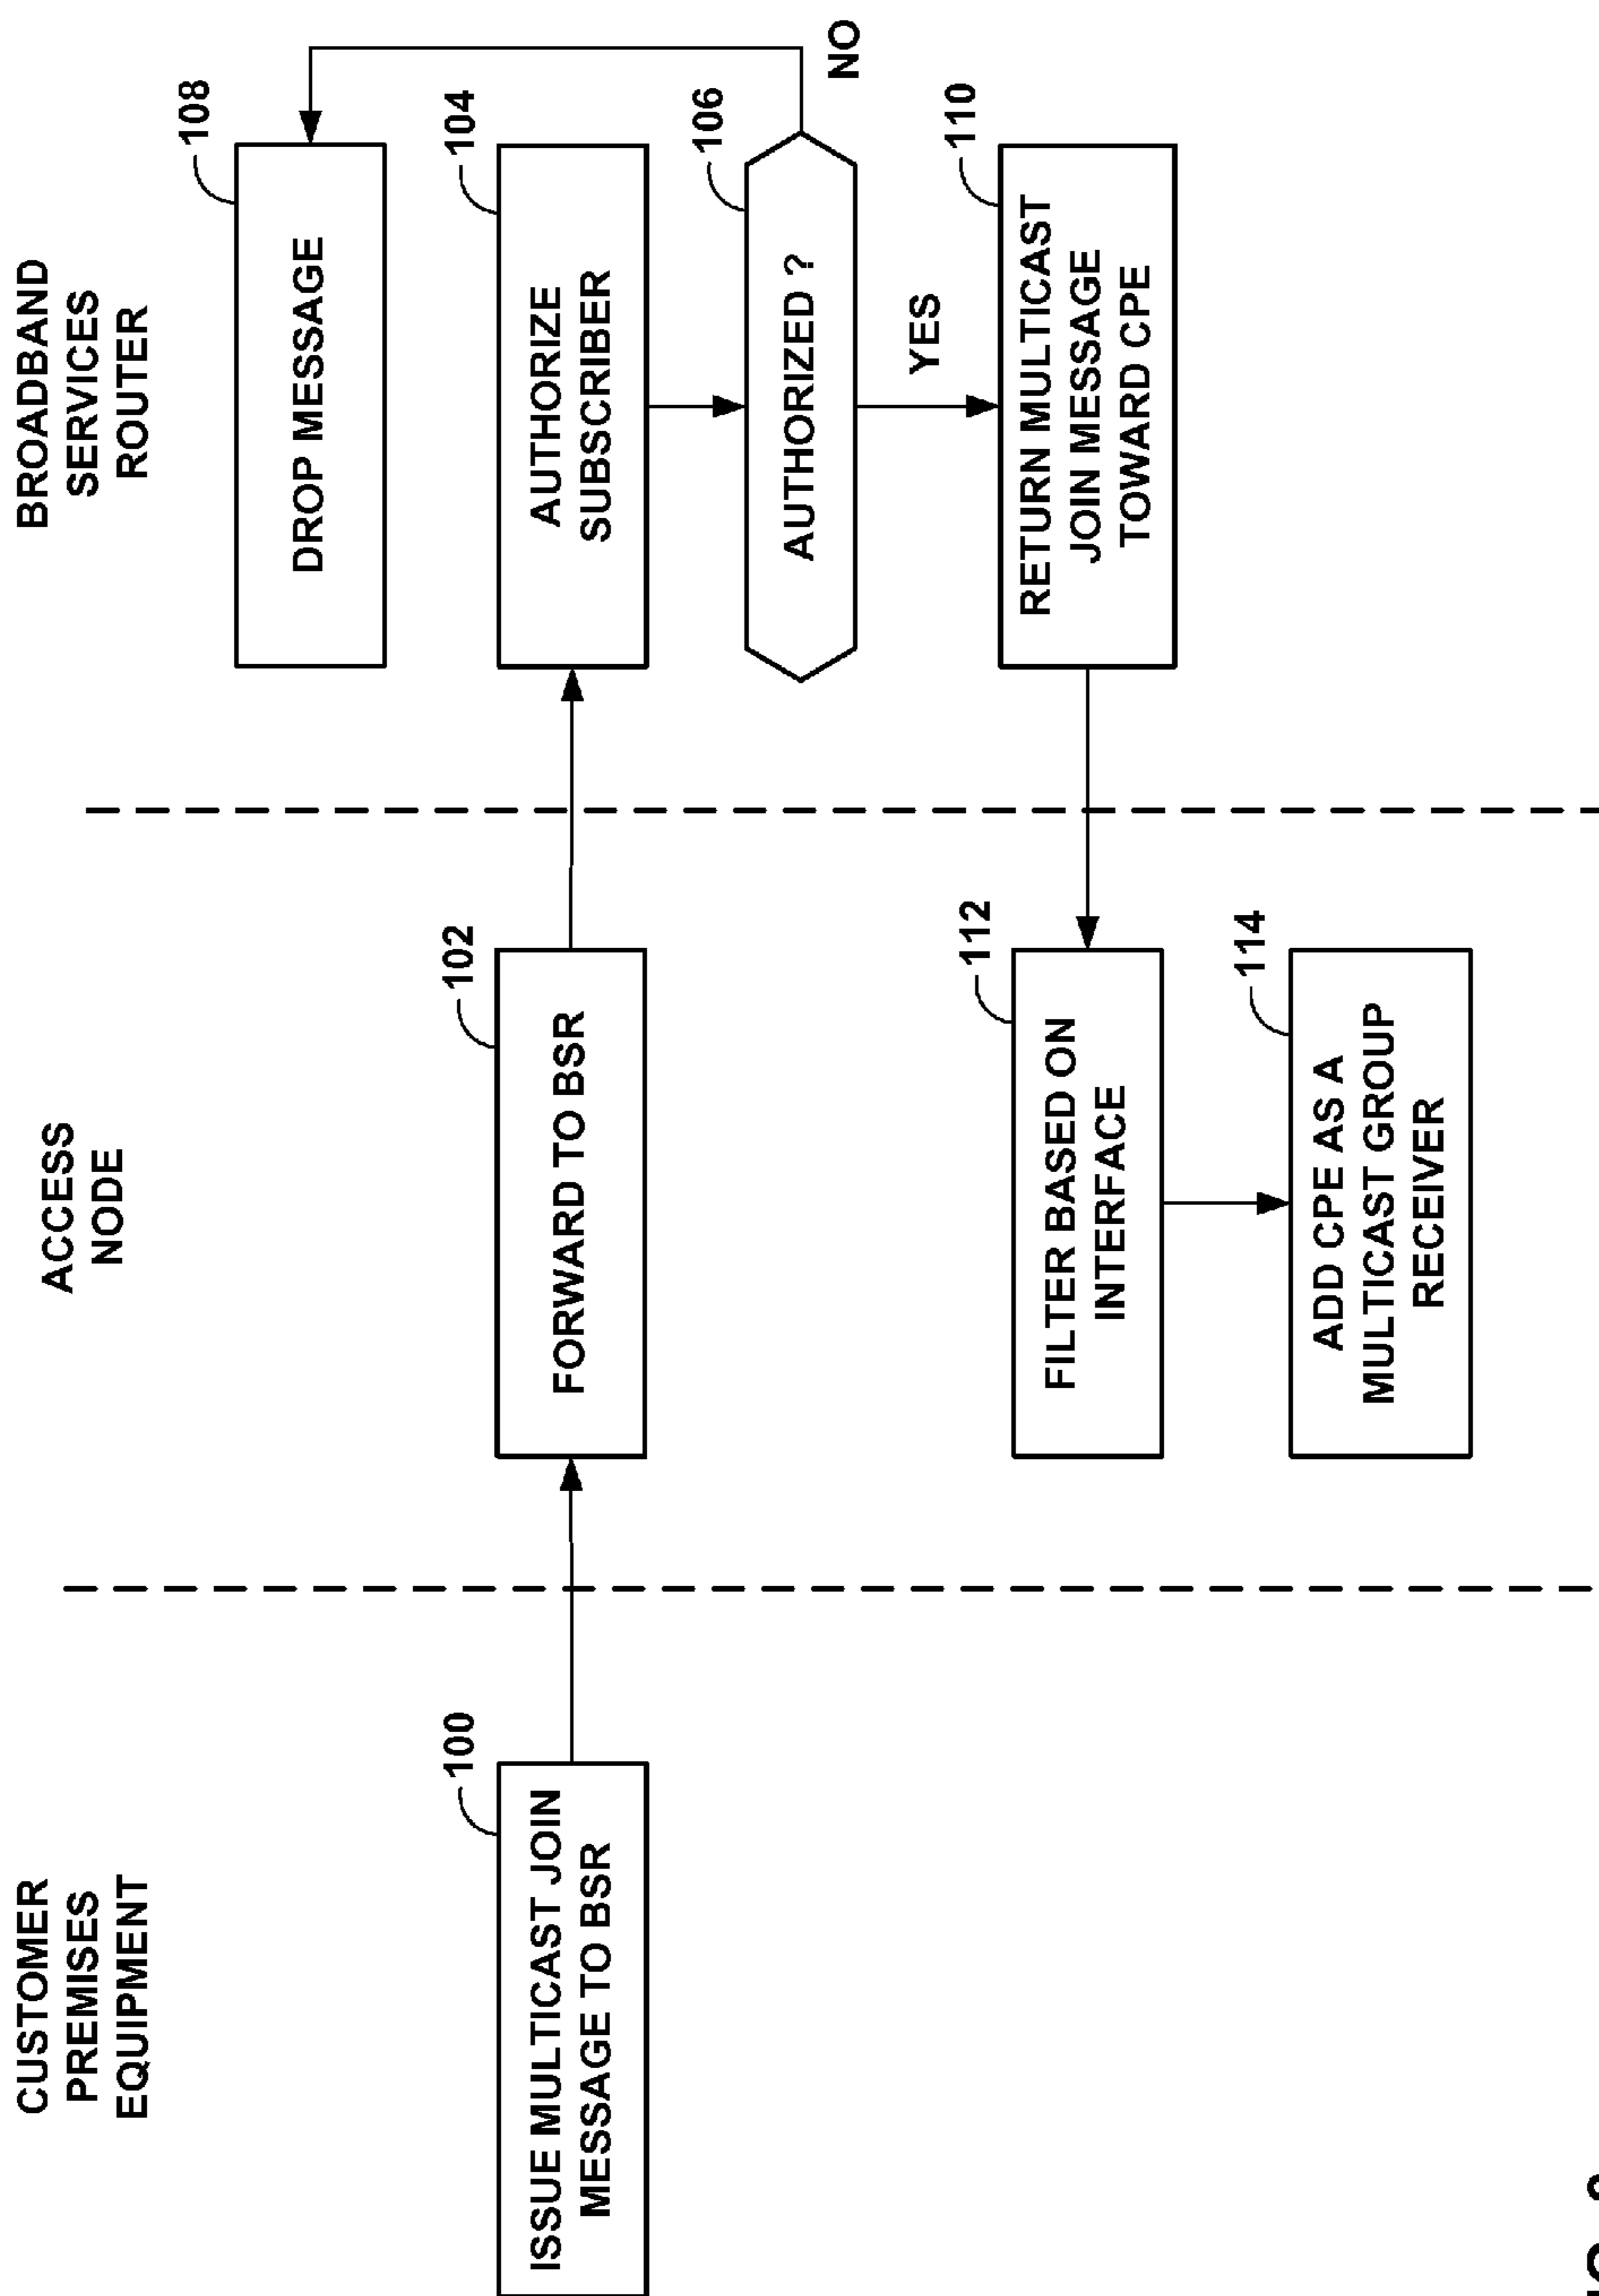 CUSTOMER
PREMISES
EQUIPMENT
ACCESS
NODE
BROADBAND
SERVICES
ROUTER
108
DROP MESSAGE
100
ISSUE MULTICAST JOIN
MESSAGE TO BSR
102
FORWARD TO BSR
104
AUTHORIZE
SUBSCRIBER
106
AUTHORIZED ?
NO
YES
110
RETURN MULTICAST
JOIN MESSAGE
TOWARD CPE
112
FILTER BASED ON
INTERFACE
114
ADD CPE AS A
MULTICAST GROUP
RECEIVER